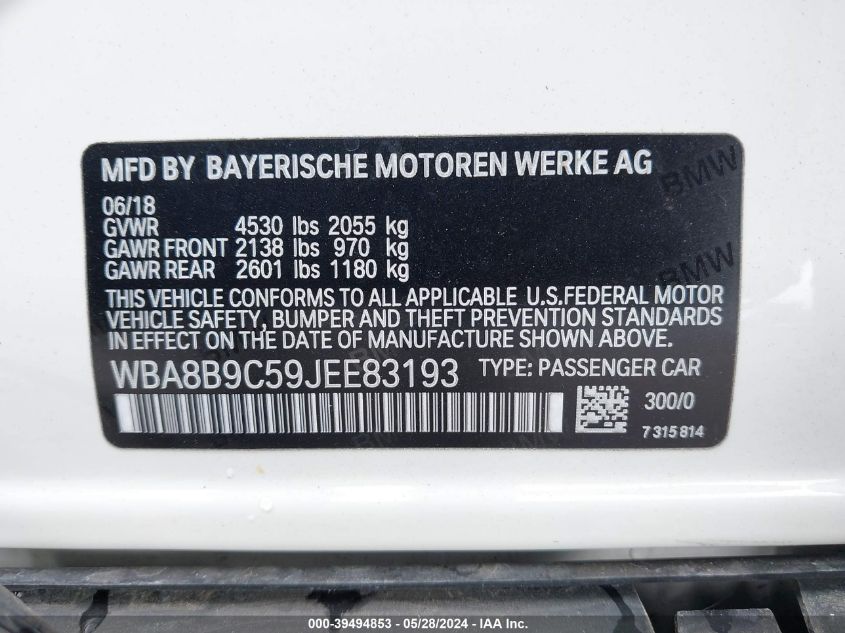 MFD BY BAYERISCHE MOTOREN WERKE AG
06/18
GVWR 4530 lbs 2055 kg
GAWR FRONT 2138 lbs 970 kg
GAWR REAR 2601 lbs 1180 kg
THIS VEHICLE CONFORMS TO ALL APPLICABLE U.S.FEDERAL MOTOR
VEHICLE SAFETY, BUMPER AND THEFT PREVENTION STANDARDS
IN EFFECT ON THE DATE OF MANUFACTURE SHOWN ABOVE.
WBA8B9C59JEE83193 TYPE: PASSENGER CAR
300/0
7 315 814
BMW
BMW
BMW
BMW
000-39494853 / 05/28/2024 - IAA Inc.